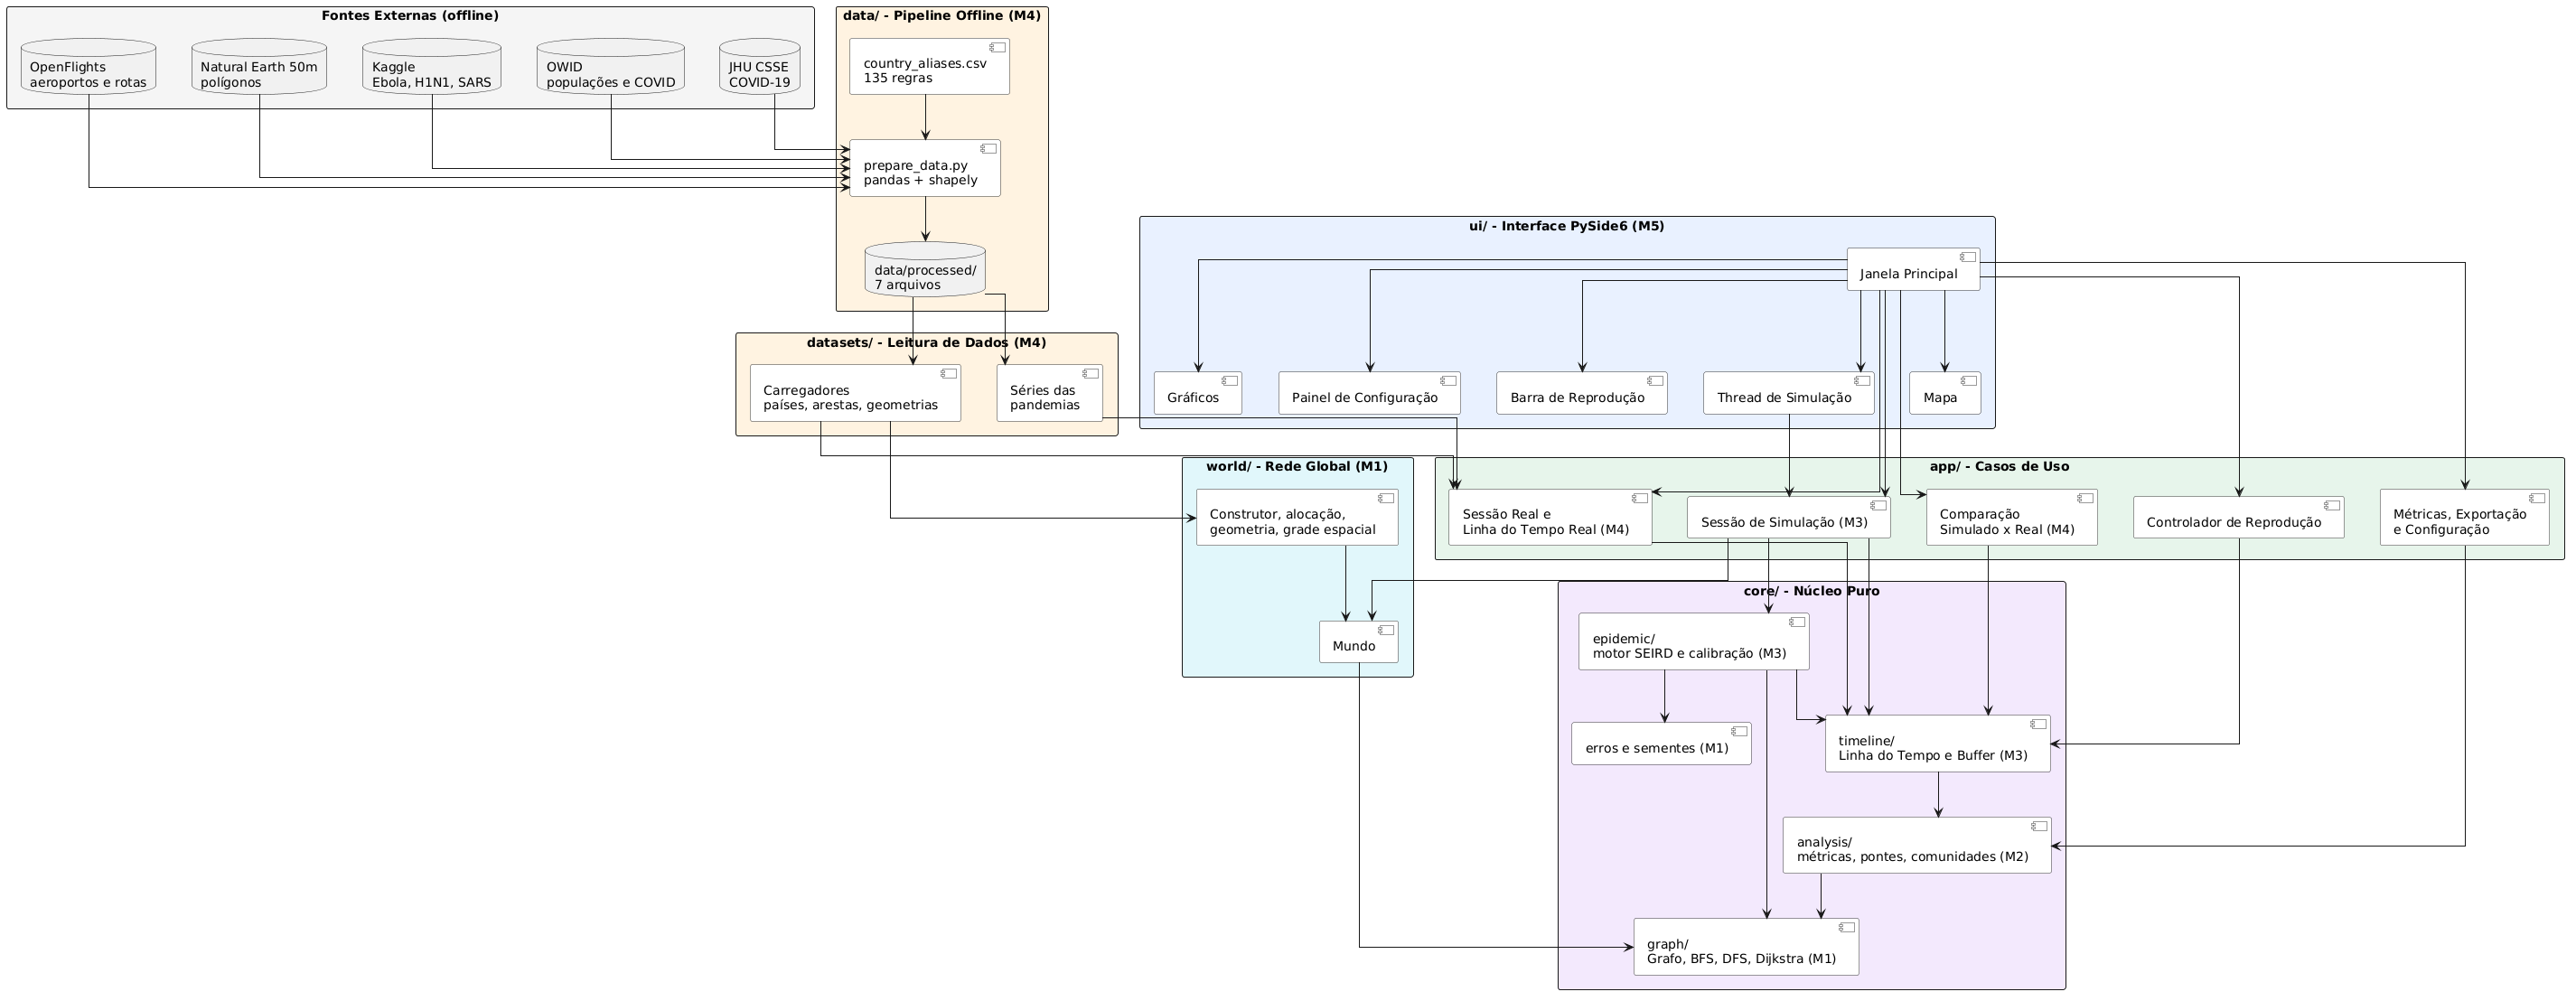 Fontes Externas (offline)
OpenFlights
aeroportos e rotas
Natural Earth 50m
polígonos
Kaggle
Ebola, H1N1, SARS
OWID
populações e COVID
JHU CSSE
COVID-19
data/ - Pipeline Offline (M4)
country_aliases.csv
135 regras
prepare_data.py
pandas + shapely
data/processed/
7 arquivos
datasets/ - Leitura de Dados (M4)
Carregadores
países, arestas, geometrias
Séries das
pandemias
ui/ - Interface PySide6 (M5)
Janela Principal
Gráficos
Painel de Configuração
Barra de Reprodução
Thread de Simulação
Mapa
world/ - Rede Global (M1)
Construtor, alocação,
geometria, grade espacial
Mundo
app/ - Casos de Uso
Sessão Real e
Linha do Tempo Real (M4)
Sessão de Simulação (M3)
Comparação
Simulado x Real (M4)
Controlador de Reprodução
Métricas, Exportação
e Configuração
core/ - Núcleo Puro
epidemic/
motor SEIRD e calibração (M3)
erros e sementes (M1)
timeline/
Linha do Tempo e Buffer (M3)
analysis/
métricas, pontes, comunidades (M2)
graph/
Grafo, BFS, DFS, Dijkstra (M1)